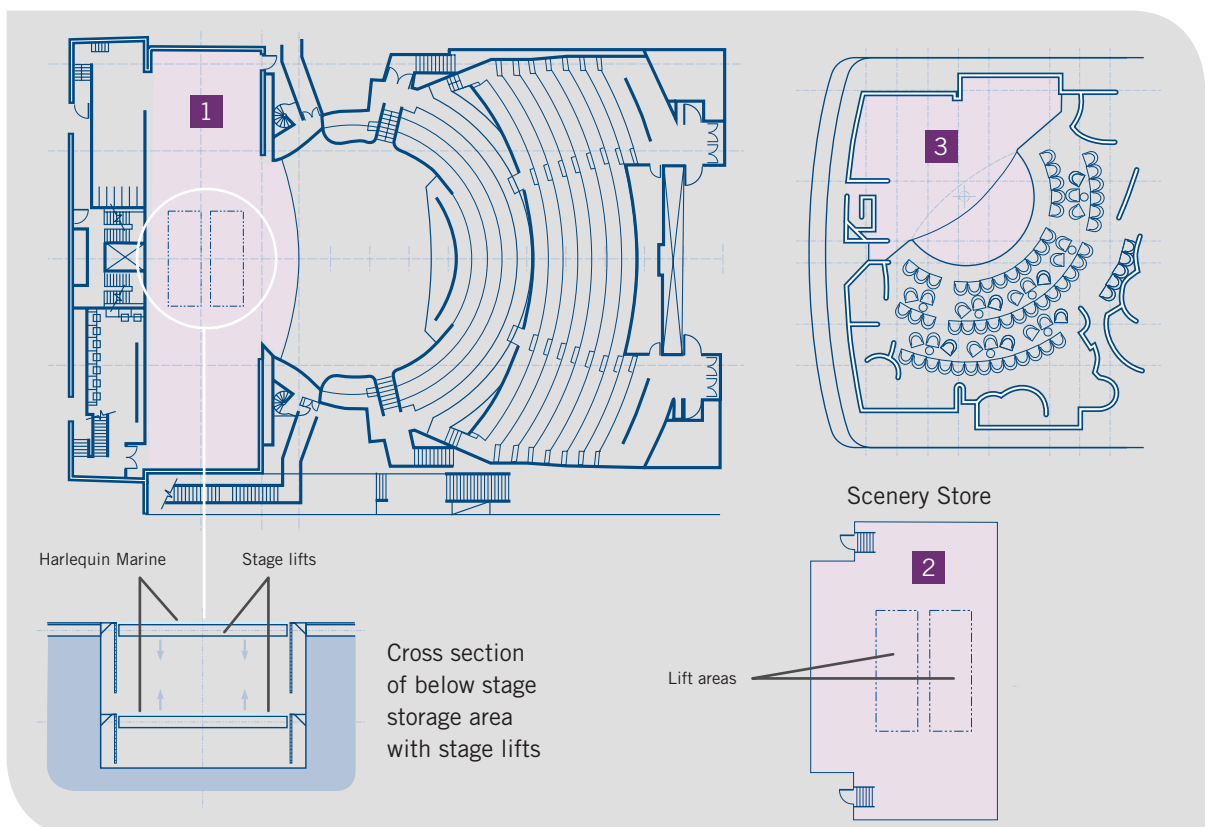 1
3
Scenery Store
2
Harlequin Marine
Stage lifts
Cross section
of below stage
storage area
with stage lifts
Lift areas